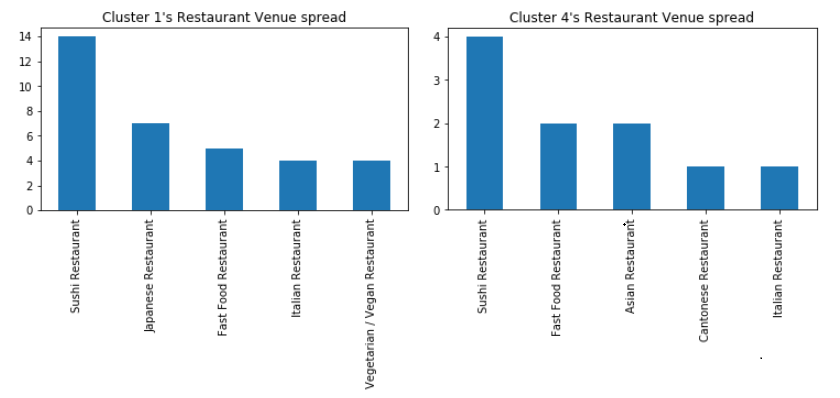 Cluster 1's Restaurant Venue spread
14
12
10
8
6
4
2
0
Sushi Restaurant
Japanese Restaurant
Fast Food Restaurant
Italian Restaurant
Vegetarian / Vegan Restaurant
Cluster 4's Restaurant Venue spread
4
3
2
1
0
Sushi Restaurant
Fast Food Restaurant
Asian Restaurant
Cantonese Restaurant
Italian Restaurant